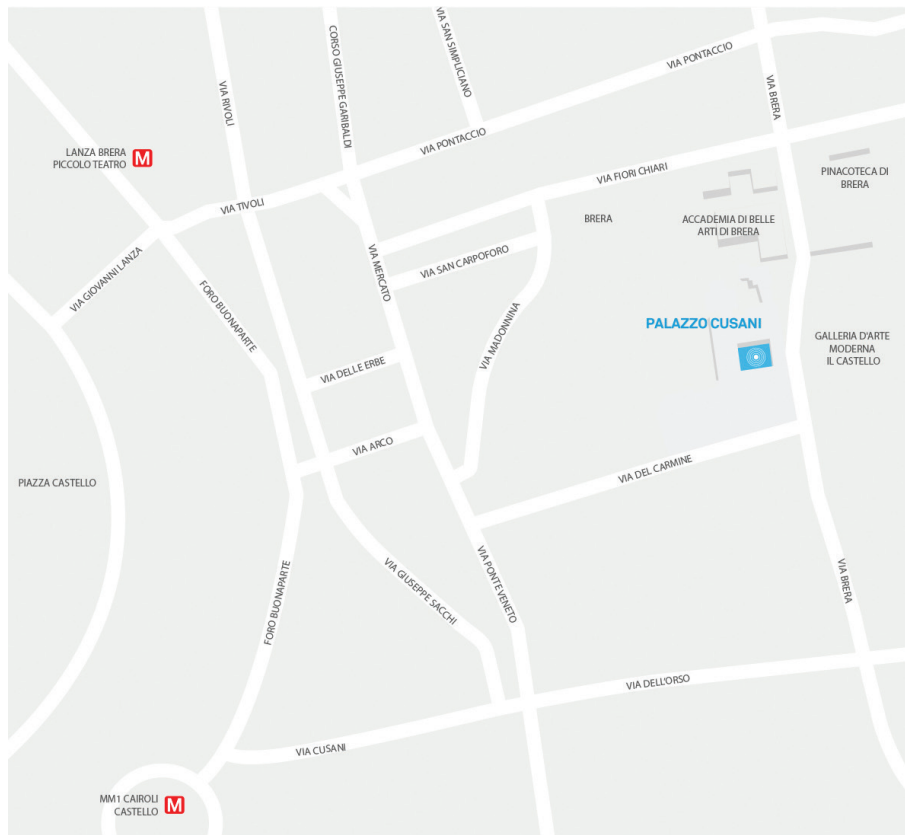 VIA SAN SIMPLICIANO
CORSO GIUSEPPE GARIBALDI
VIA PONTACCIO
VIA RIVOLI
VIA BRERA
LANZA BRERA
PICCOLO TEATRO
M
VIA PONTACCIO
VIA FIORI CHIARI
PINACOTECA DI
BRERA
VIA TIVOLI
BRERA
ACCADEMIA DI BELLE
ARTI DI BRERA
VIA GIOVANNI LANZA
FORO BUONAPARTE
VIA MERCATO
VIA SAN CARPOFORO
PALAZZO CUSANI
VIA MADONNINA
GALLERIA D'ARTE
MODERNA
IL CASTELLO
VIA DELLE ERBE
VIA ARCO
VIA DEL CARMINE
PIAZZA CASTELLO
VIA GIUSEPPE SACCHI
VIA PONTE VENETO
VIA BRERA
FORO BUONAPARTE
VIA DELL'ORSO
VIA CUSANI
MM1 CAIROLI
CASTELLO
M